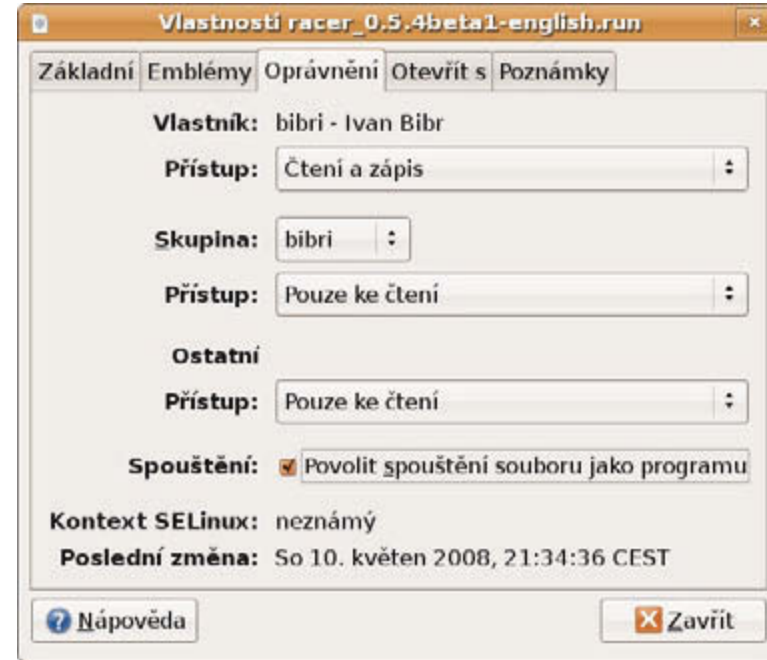 Vlastnosti racer_0.5.4beta1-english.run
Základní Emblémy Oprávnění Otevřít s Poznámky
Vlastník: bibri - Ivan Bibr
Přístup: Čtení a zápis
Skupina: bibri
Přístup: Pouze ke čtení
Ostatní
Přístup: Pouze ke čtení
Spouštění: Povolit spouštění souboru jako programu
Kontext SELinux: neznámý
Poslední změna: So 10. květen 2008, 21:34:36 CEST
Nápověda Zavřít